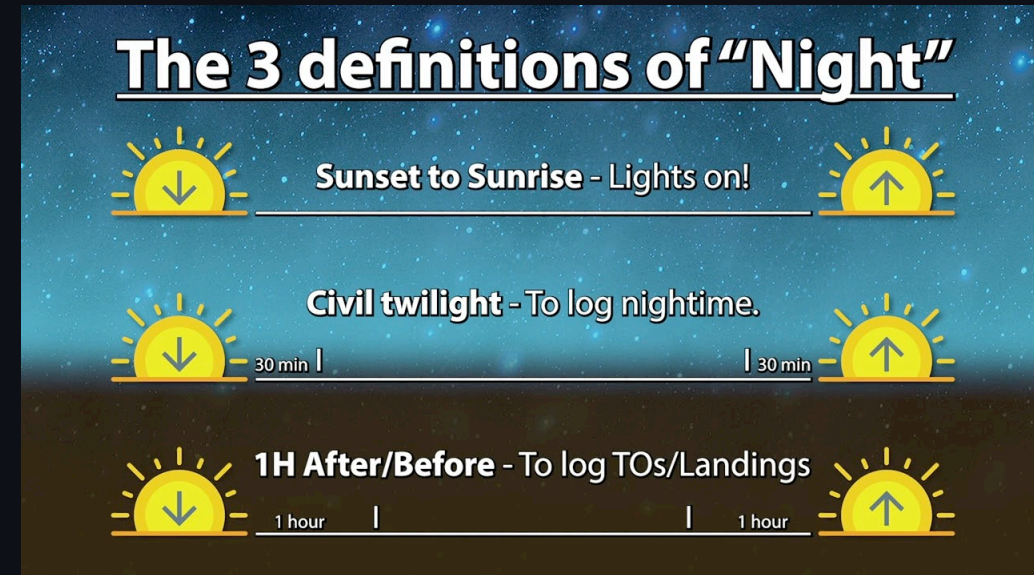 The 3 definitions of “Night”
Sunset to Sunrise - Lights on!
Civil twilight - To log nightime.
30 min
30 min
1H After/Before - To log TOs/Landings
1 hour
1 hour